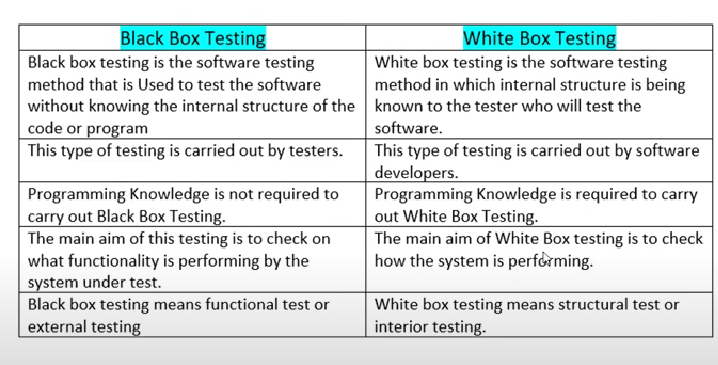 Black Box Testing
White Box Testing
Black box testing is the software testing
method that is Used to test the software
without knowing the internal structure of the
code or program
White box testing is the software testing
method in which internal structure is being
known to the tester who will test the
software.
This type of testing is carried out by testers.
This type of testing is carried out by software
developers.
Programming Knowledge is not required to
carry out Black Box Testing.
Programming Knowledge is required to carry
out White Box Testing.
The main aim of this testing is to check on
what functionality is performing by the
system under test.
The main aim of White Box testing is to check
how the system is performing.
Black box testing means functional test or
external testing
White box testing means structural test or
interior testing.